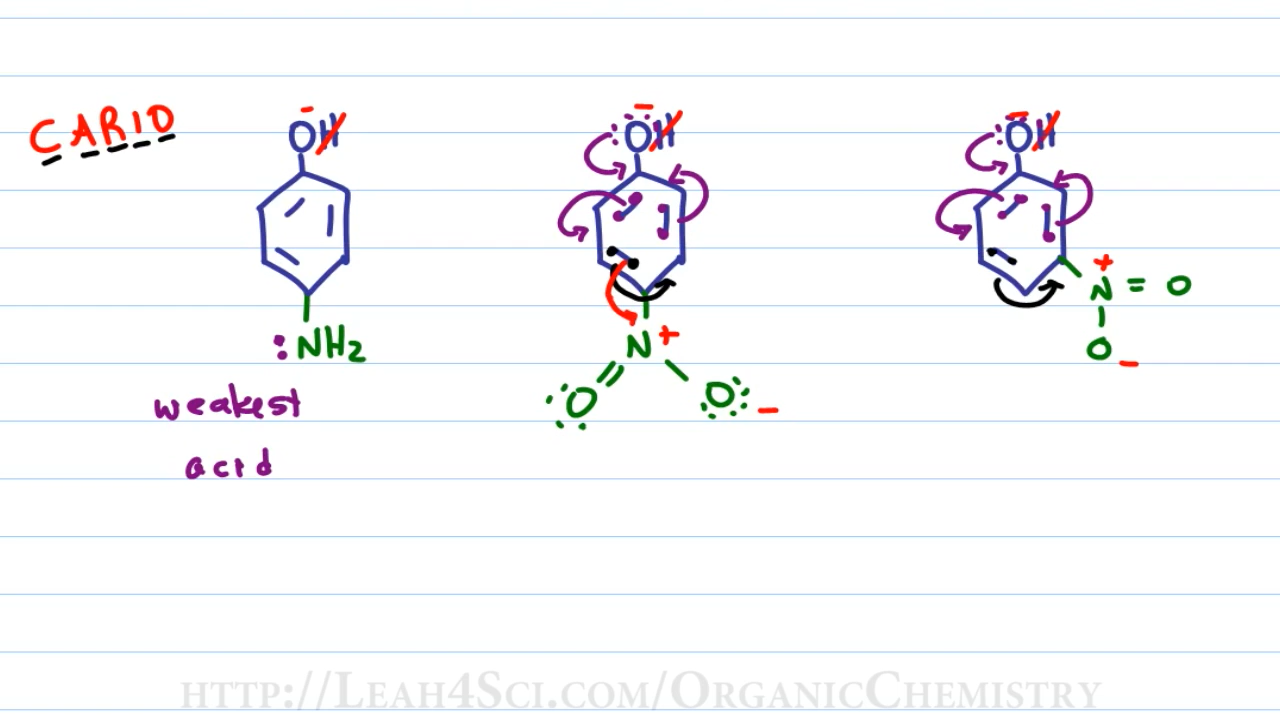 CARIO
OH
OH
OH
:NH2
N+
O
O-
N+ = O
O-
weakest
acid
HTTP://LEAH4SCI.COM/ORGANICCHEMISTRY